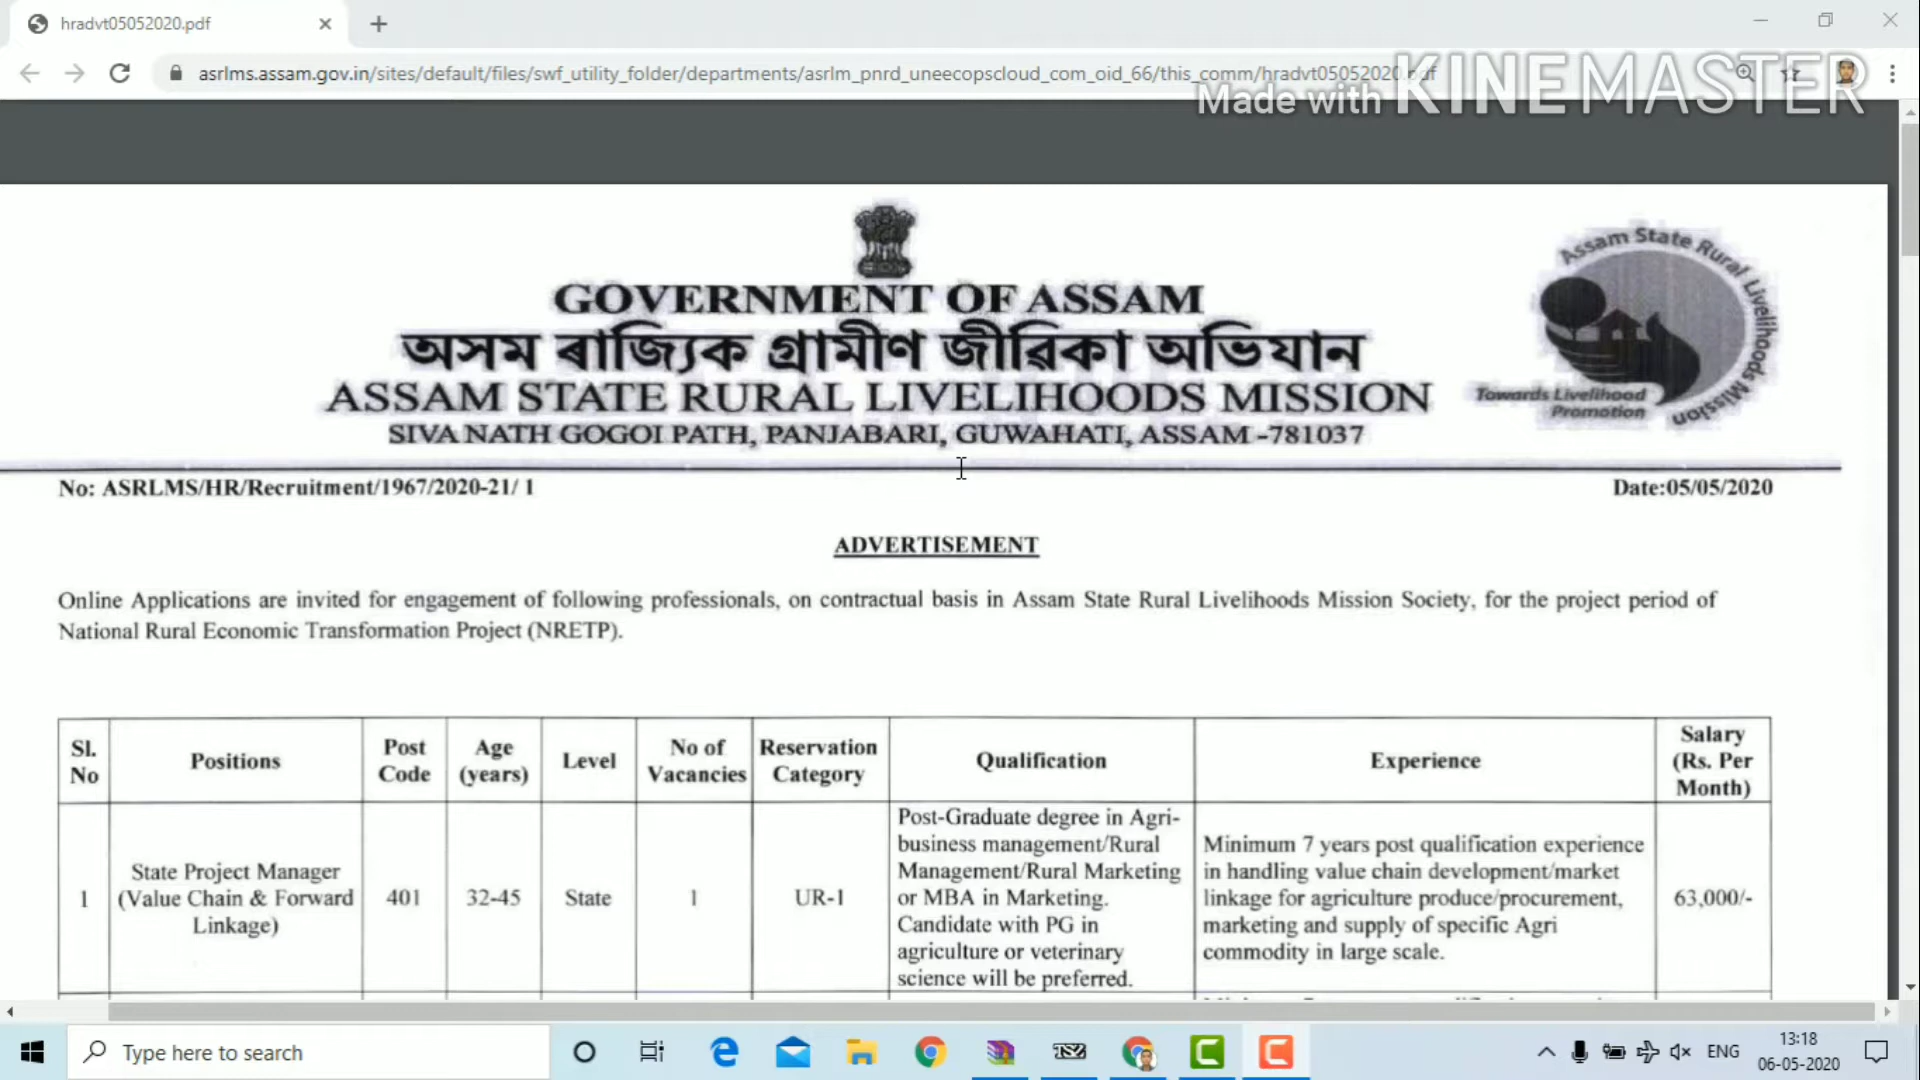 hradvt05052020.pdf
asrlms.assam.gov.in/sites/default/files/swf_utility_folder/departments/asrlm_pnrd_uneecopscloud_com_oid_66/this_comm/hradvt05052020.pdf
Made with KINEMASTER
GOVERNMENT OF ASSAM
অসম ৰাজ্যিক গ্ৰামীণ জীৱিকা অভিযান
ASSAM STATE RURAL LIVELIHOODS MISSION
SIVA NATH GOGOI PATH, PANJABARI, GUWAHATI, ASSAM -781037
Assam State Rural Livelihoods Mission
Towards Livelihood
Promotion
No: ASRLMS/HR/Recruitment/1967/2020-21/ 1
Date:05/05/2020
ADVERTISEMENT
Online Applications are invited for engagement of following professionals, on contractual basis in Assam State Rural Livelihoods Mission Society, for the project period of
National Rural Economic Transformation Project (NRETP).
Sl. No
Positions
Post Code
Age (years)
Level
No of Vacancies
Reservation Category
Qualification
Experience
Salary (Rs. Per Month)
1
State Project Manager
(Value Chain & Forward
Linkage)
401
32-45
State
1
UR-1
Post-Graduate degree in Agri-
business management/Rural
Management/Rural Marketing
or MBA in Marketing.
Candidate with PG in
agriculture or veterinary
science will be preferred.
Minimum 7 years post qualification experience
in handling value chain development/market
linkage for agriculture produce/procurement,
marketing and supply of specific Agri
commodity in large scale.
63,000/-
Type here to search
ENG
13:18
06-05-2020